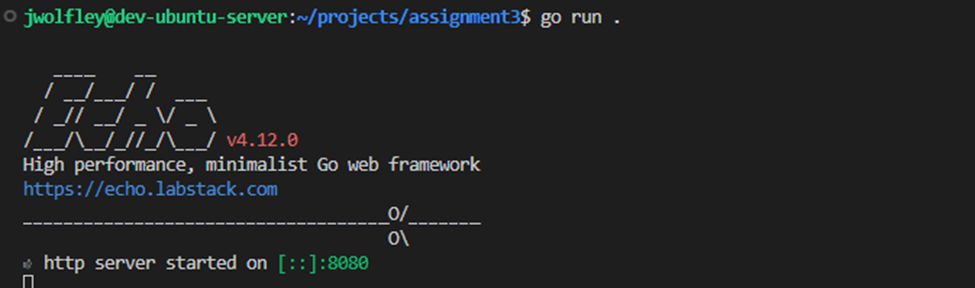 jwolfley@dev-ubuntu-server:~/projects/assignment3$ go run .
   ____    __
  / __/___/ /  ___
 / _// __/ _ \/ _ \
/___/\__/_//_/\___/ v4.12.0
High performance, minimalist Go web framework
https://echo.labstack.com
____________________________________O/_______
                                    O\
⇨ http server started on [::]:8080